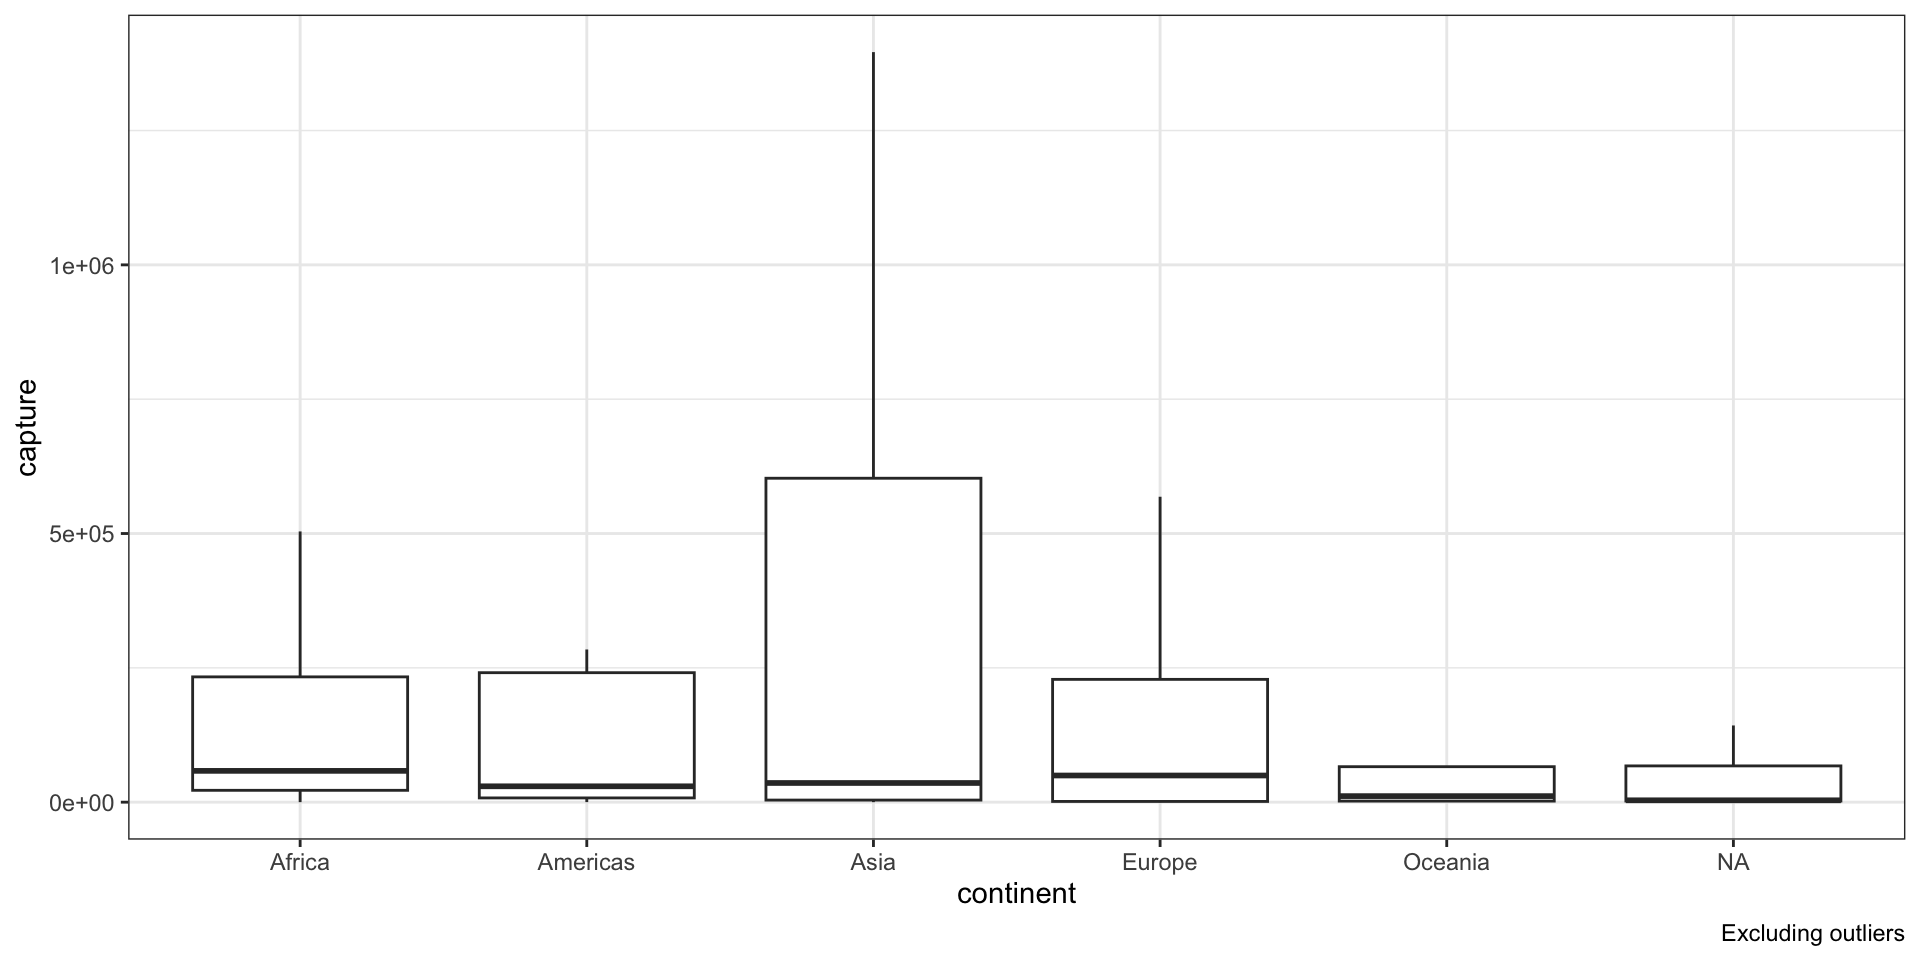 capture
1e+06
5e+05
0e+00
Africa Americas Asia Europe Oceania NA
continent
Excluding outliers